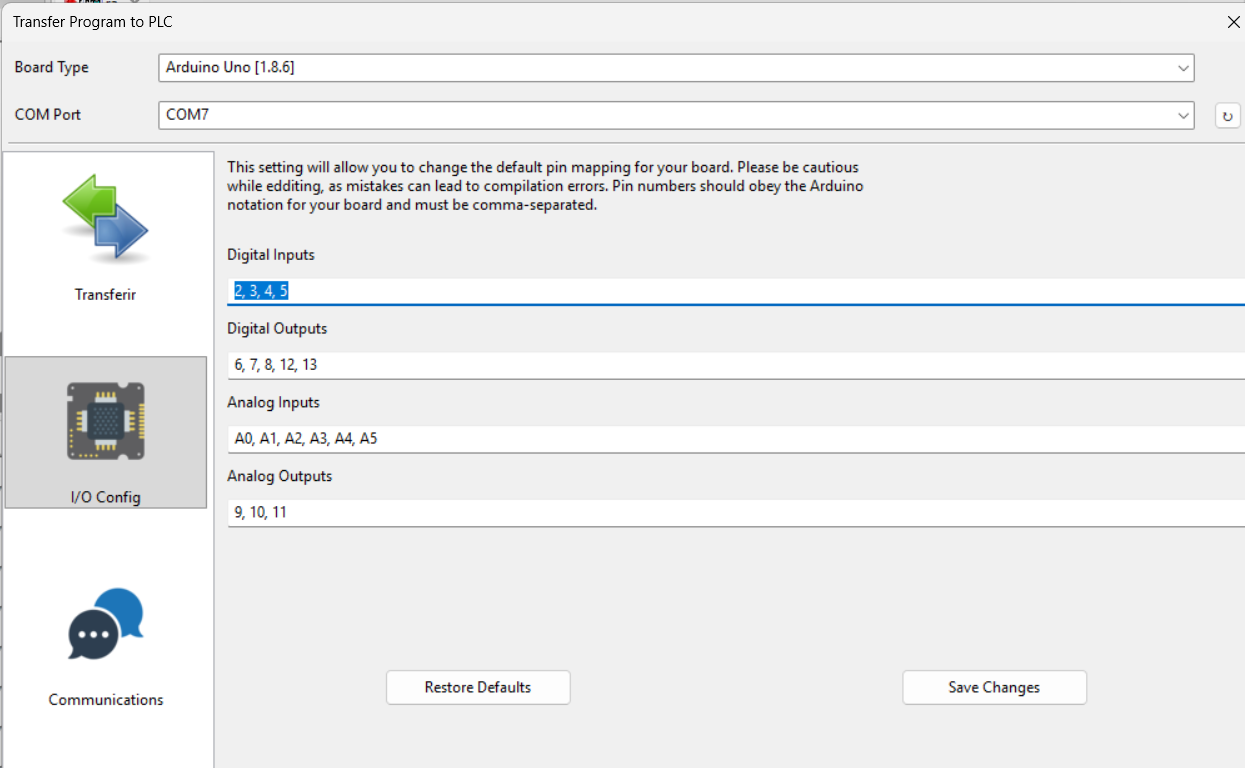 Transfer Program to PLC
Board Type
Arduino Uno [1.8.6]
COM Port
COM7
This setting will allow you to change the default pin mapping for your board. Please be cautious
while edditing, as mistakes can lead to compilation errors. Pin numbers should obey the Arduino
notation for your board and must be comma-separated.
Transferir
Digital Inputs
2, 3, 4, 5
Digital Outputs
6, 7, 8, 12, 13
Analog Inputs
A0, A1, A2, A3, A4, A5
I/O Config
Analog Outputs
9, 10, 11
Communications
Restore Defaults
Save Changes